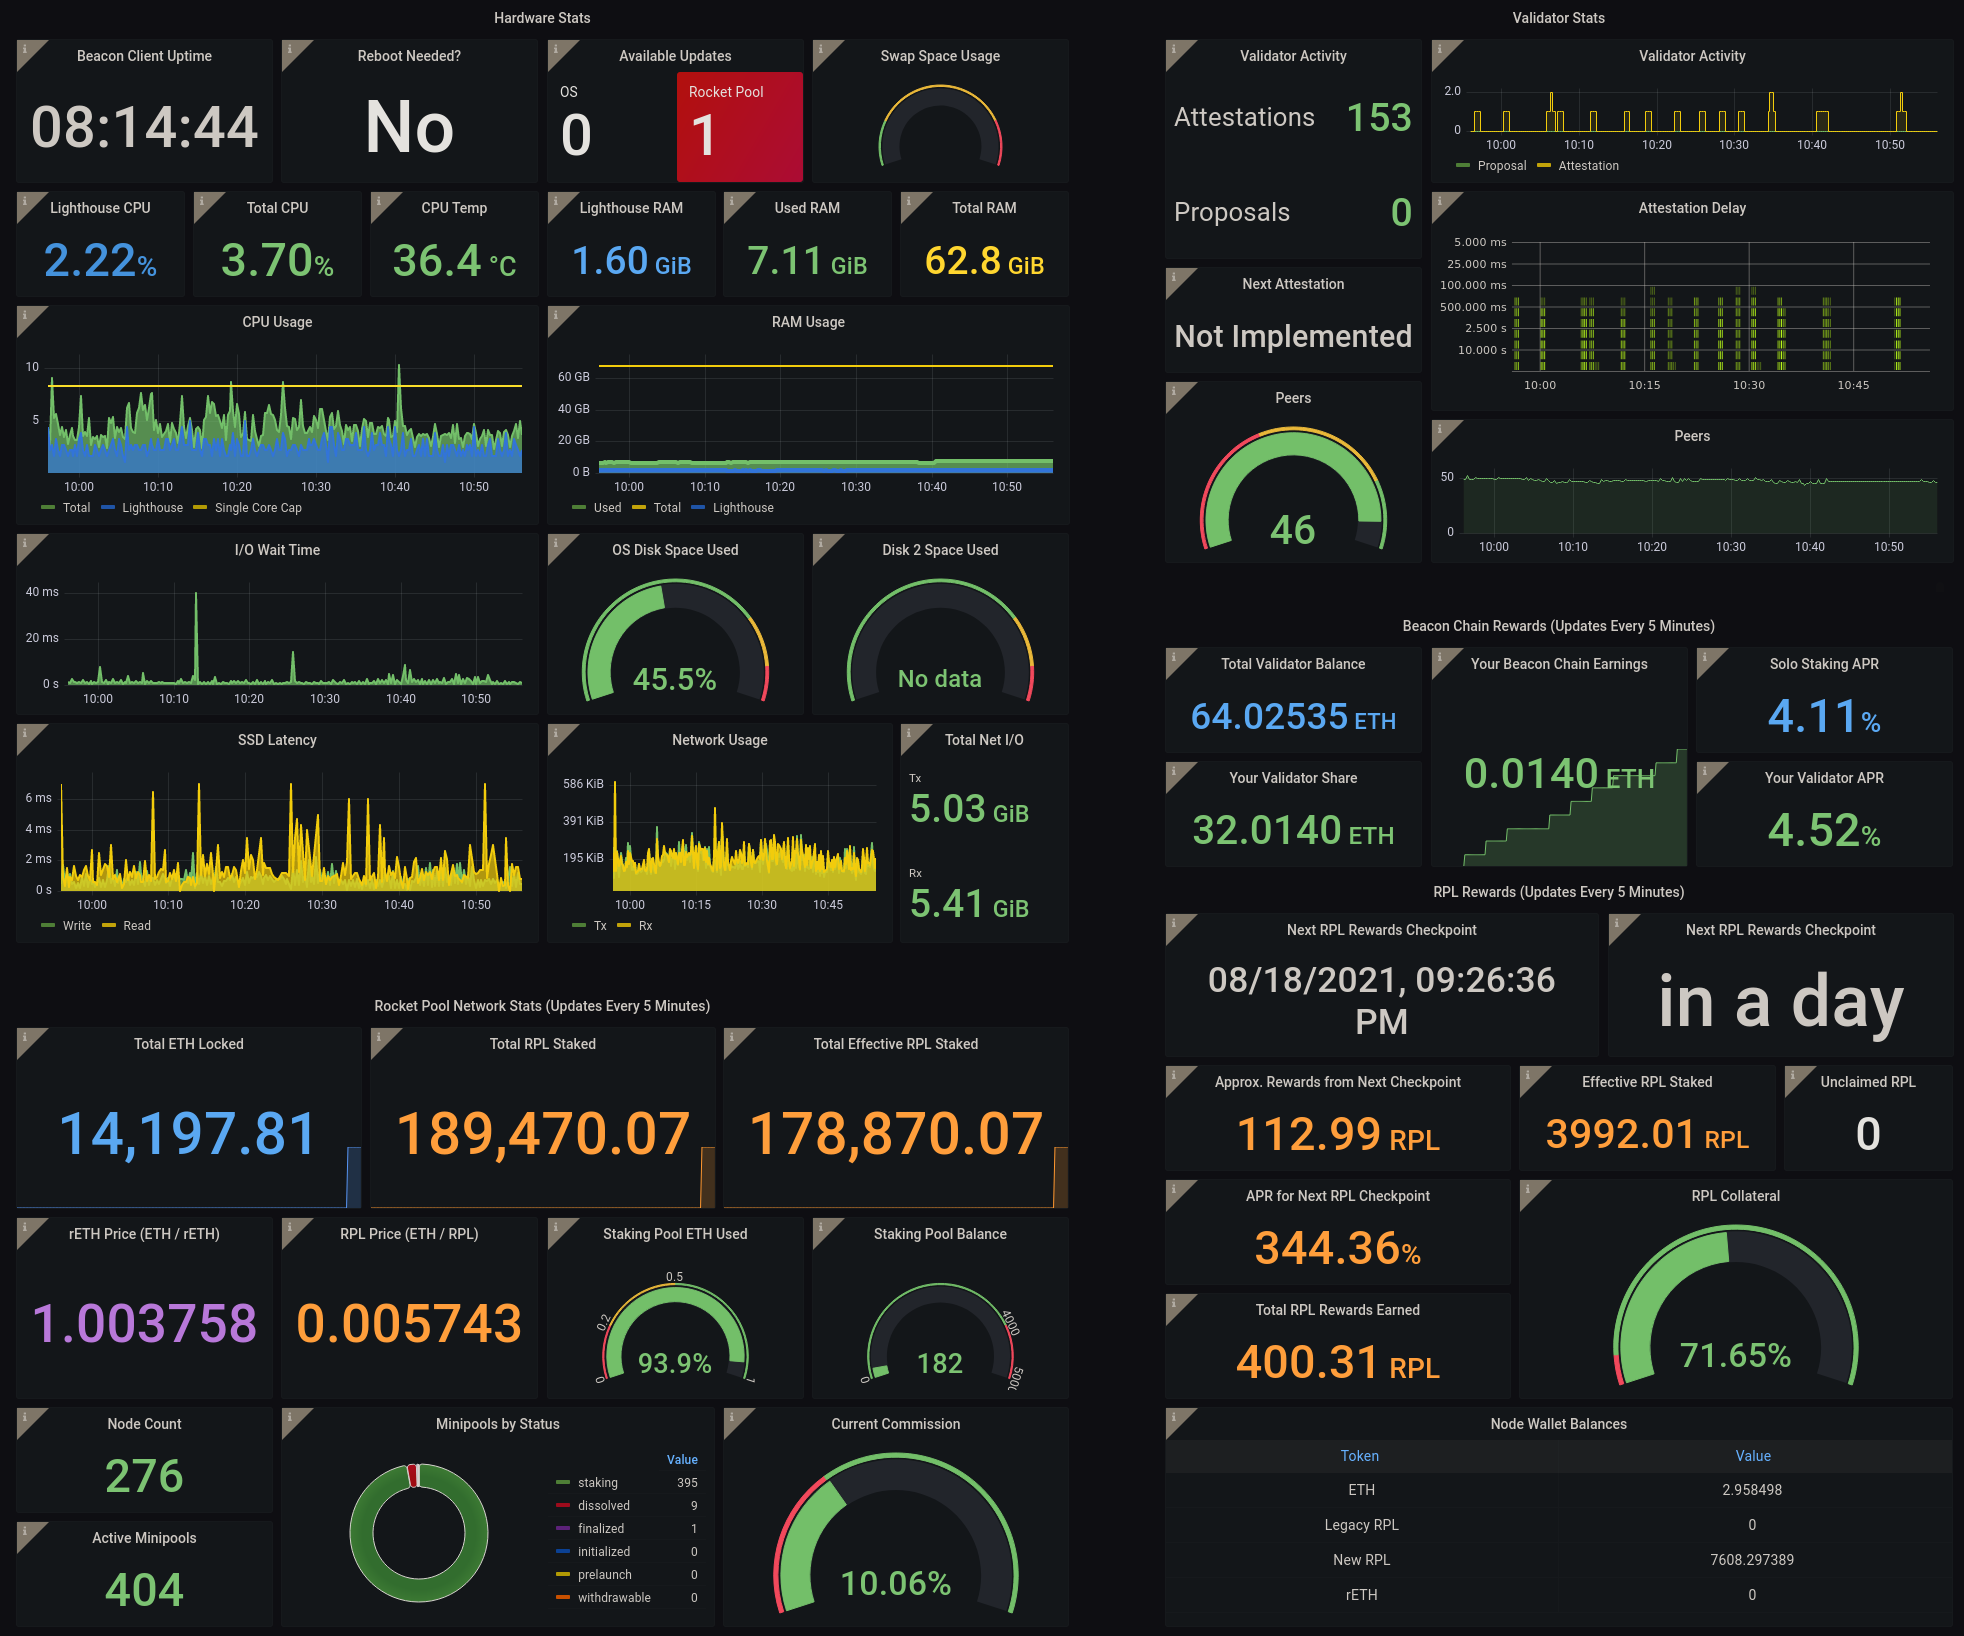 Hardware Stats
Beacon Client Uptime
08:14:44
Reboot Needed?
No
Available Updates
OS
0
Rocket Pool
1
Swap Space Usage
Lighthouse CPU
2.22%
Total CPU
3.70%
CPU Temp
36.4 °C
Lighthouse RAM
1.60 GiB
Used RAM
7.11 GiB
Total RAM
62.8 GiB
CPU Usage
10
5
10:00 10:10 10:20 10:30 10:40 10:50
Total Lighthouse Single Core Cap
RAM Usage
60 GB
40 GB
20 GB
0 B
10:00 10:10 10:20 10:30 10:40 10:50
Used Total Lighthouse
I/O Wait Time
40 ms
20 ms
0 s
10:00 10:10 10:20 10:30 10:40 10:50
OS Disk Space Used
45.5%
Disk 2 Space Used
No data
SSD Latency
6 ms
4 ms
2 ms
0 s
10:00 10:10 10:20 10:30 10:40 10:50
Write Read
Network Usage
586 KiB
391 KiB
195 KiB
10:00 10:15 10:30 10:45
Tx Rx
Total Net I/O
Tx
5.03 GiB
Rx
5.41 GiB
Rocket Pool Network Stats (Updates Every 5 Minutes)
Total ETH Locked
14,197.81
Total RPL Staked
189,470.07
Total Effective RPL Staked
178,870.07
rETH Price (ETH / rETH)
1.003758
RPL Price (ETH / RPL)
0.005743
Staking Pool ETH Used
0 0.2 0.5 1
93.9%
Staking Pool Balance
0 4000 5000
182
Node Count
276
Active Minipools
404
Minipools by Status
Value
staking 395
dissolved 9
finalized 1
initialized 0
prelaunch 0
withdrawable 0
Current Commission
10.06%
Validator Stats
Validator Activity
Attestations 153
Proposals 0
Validator Activity
2.0
0
10:00 10:10 10:20 10:30 10:40 10:50
Proposal Attestation
Next Attestation
Not Implemented
Attestation Delay
5.000 ms
25.000 ms
100.000 ms
500.000 ms
2.500 s
10.000 s
10:00 10:15 10:30 10:45
Peers
46
Peers
50
0
10:00 10:10 10:20 10:30 10:40 10:50
Beacon Chain Rewards (Updates Every 5 Minutes)
Total Validator Balance
64.02535 ETH
Your Validator Share
32.0140 ETH
Your Beacon Chain Earnings
0.0140 ETH
Solo Staking APR
4.11%
Your Validator APR
4.52%
RPL Rewards (Updates Every 5 Minutes)
Next RPL Rewards Checkpoint
08/18/2021, 09:26:36
PM
Next RPL Rewards Checkpoint
in a day
Approx. Rewards from Next Checkpoint
112.99 RPL
Effective RPL Staked
3992.01 RPL
Unclaimed RPL
0
APR for Next RPL Checkpoint
344.36%
Total RPL Rewards Earned
400.31 RPL
RPL Collateral
71.65%
Node Wallet Balances
Token Value
ETH 2.958498
Legacy RPL 0
New RPL 7608.297389
rETH 0